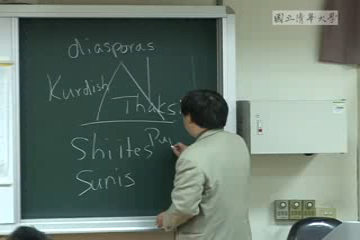 國立清華大學
diasporas
Kurdish
Thaksi
Shiites
Sunis